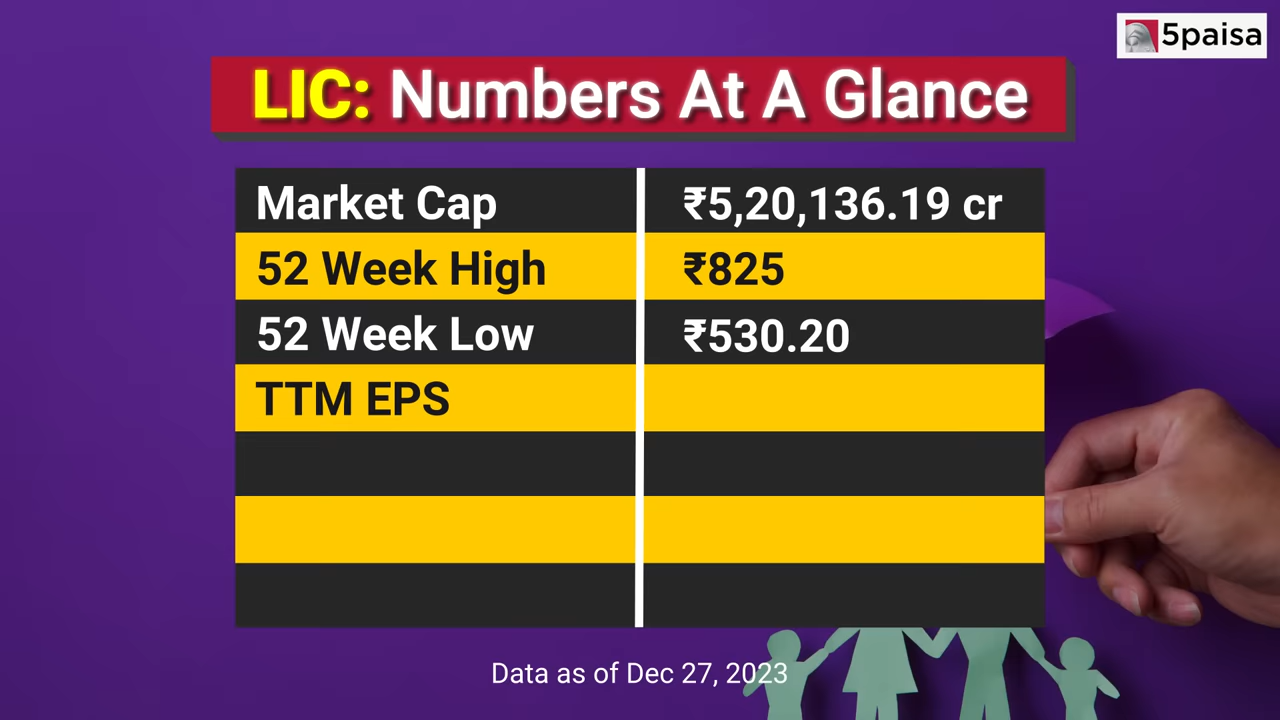 5paisa
LIC: Numbers At A Glance
Market Cap ₹5,20,136.19 cr
52 Week High ₹825
52 Week Low ₹530.20
TTM EPS
Data as of Dec 27, 2023